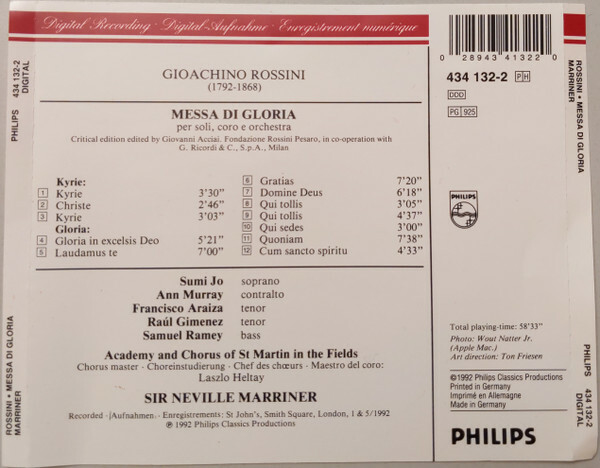 Digital Recording · Digital-Aufnahme · Enregistrement numérique
GIOACHINO ROSSINI
(1792-1868)
MESSA DI GLORIA
per soli, coro e orchestra
Critical edition edited by Giovanni Acciai. Fondazione Rossini Pesaro, in co-operation with
G. Ricordi & C., S.p.A., Milan
Kyrie:
1 Kyrie 3'30"
2 Christe 2'46"
3 Kyrie 3'03"
Gloria:
4 Gloria in excelsis Deo 5'21"
5 Laudamus te 7'00"
6 Gratias 7'20"
7 Domine Deus 6'18"
8 Qui tollis 3'05"
9 Qui tollis 4'37"
10 Qui sedes 3'00"
11 Quoniam 7'38"
12 Cum sancto spiritu 4'33"
Sumi Jo soprano
Ann Murray contralto
Francisco Araiza tenor
Raúl Gimenez tenor
Samuel Ramey bass
Academy and Chorus of St Martin in the Fields
Chorus master · Choreinstudierung · Chef des chœurs · Maestro del coro:
Laszlo Heltay
SIR NEVILLE MARRINER
Recorded · Aufnahmen · Enregistrements: St John's, Smith Square, London, 1 & 5/1992
℗ 1992 Philips Classics Productions
0 28943 41322 0
434 132-2 PH
DDD
PG 925
PHILIPS
Total playing-time: 58'33"
Photo: Wout Natter Jr.
(Apple Mac.)
Art direction: Ton Friesen
©1992 Philips Classics Productions
Printed in Germany
Imprimé en Allemagne
Made in Germany
PHILIPS
PHILIPS 434 132-2
DIGITAL
ROSSINI • MESSA DI GLORIA
MARRINER
ROSSINI • MESSA DI GLORIA
MARRINER
PHILIPS 434 132-2
DIGITAL